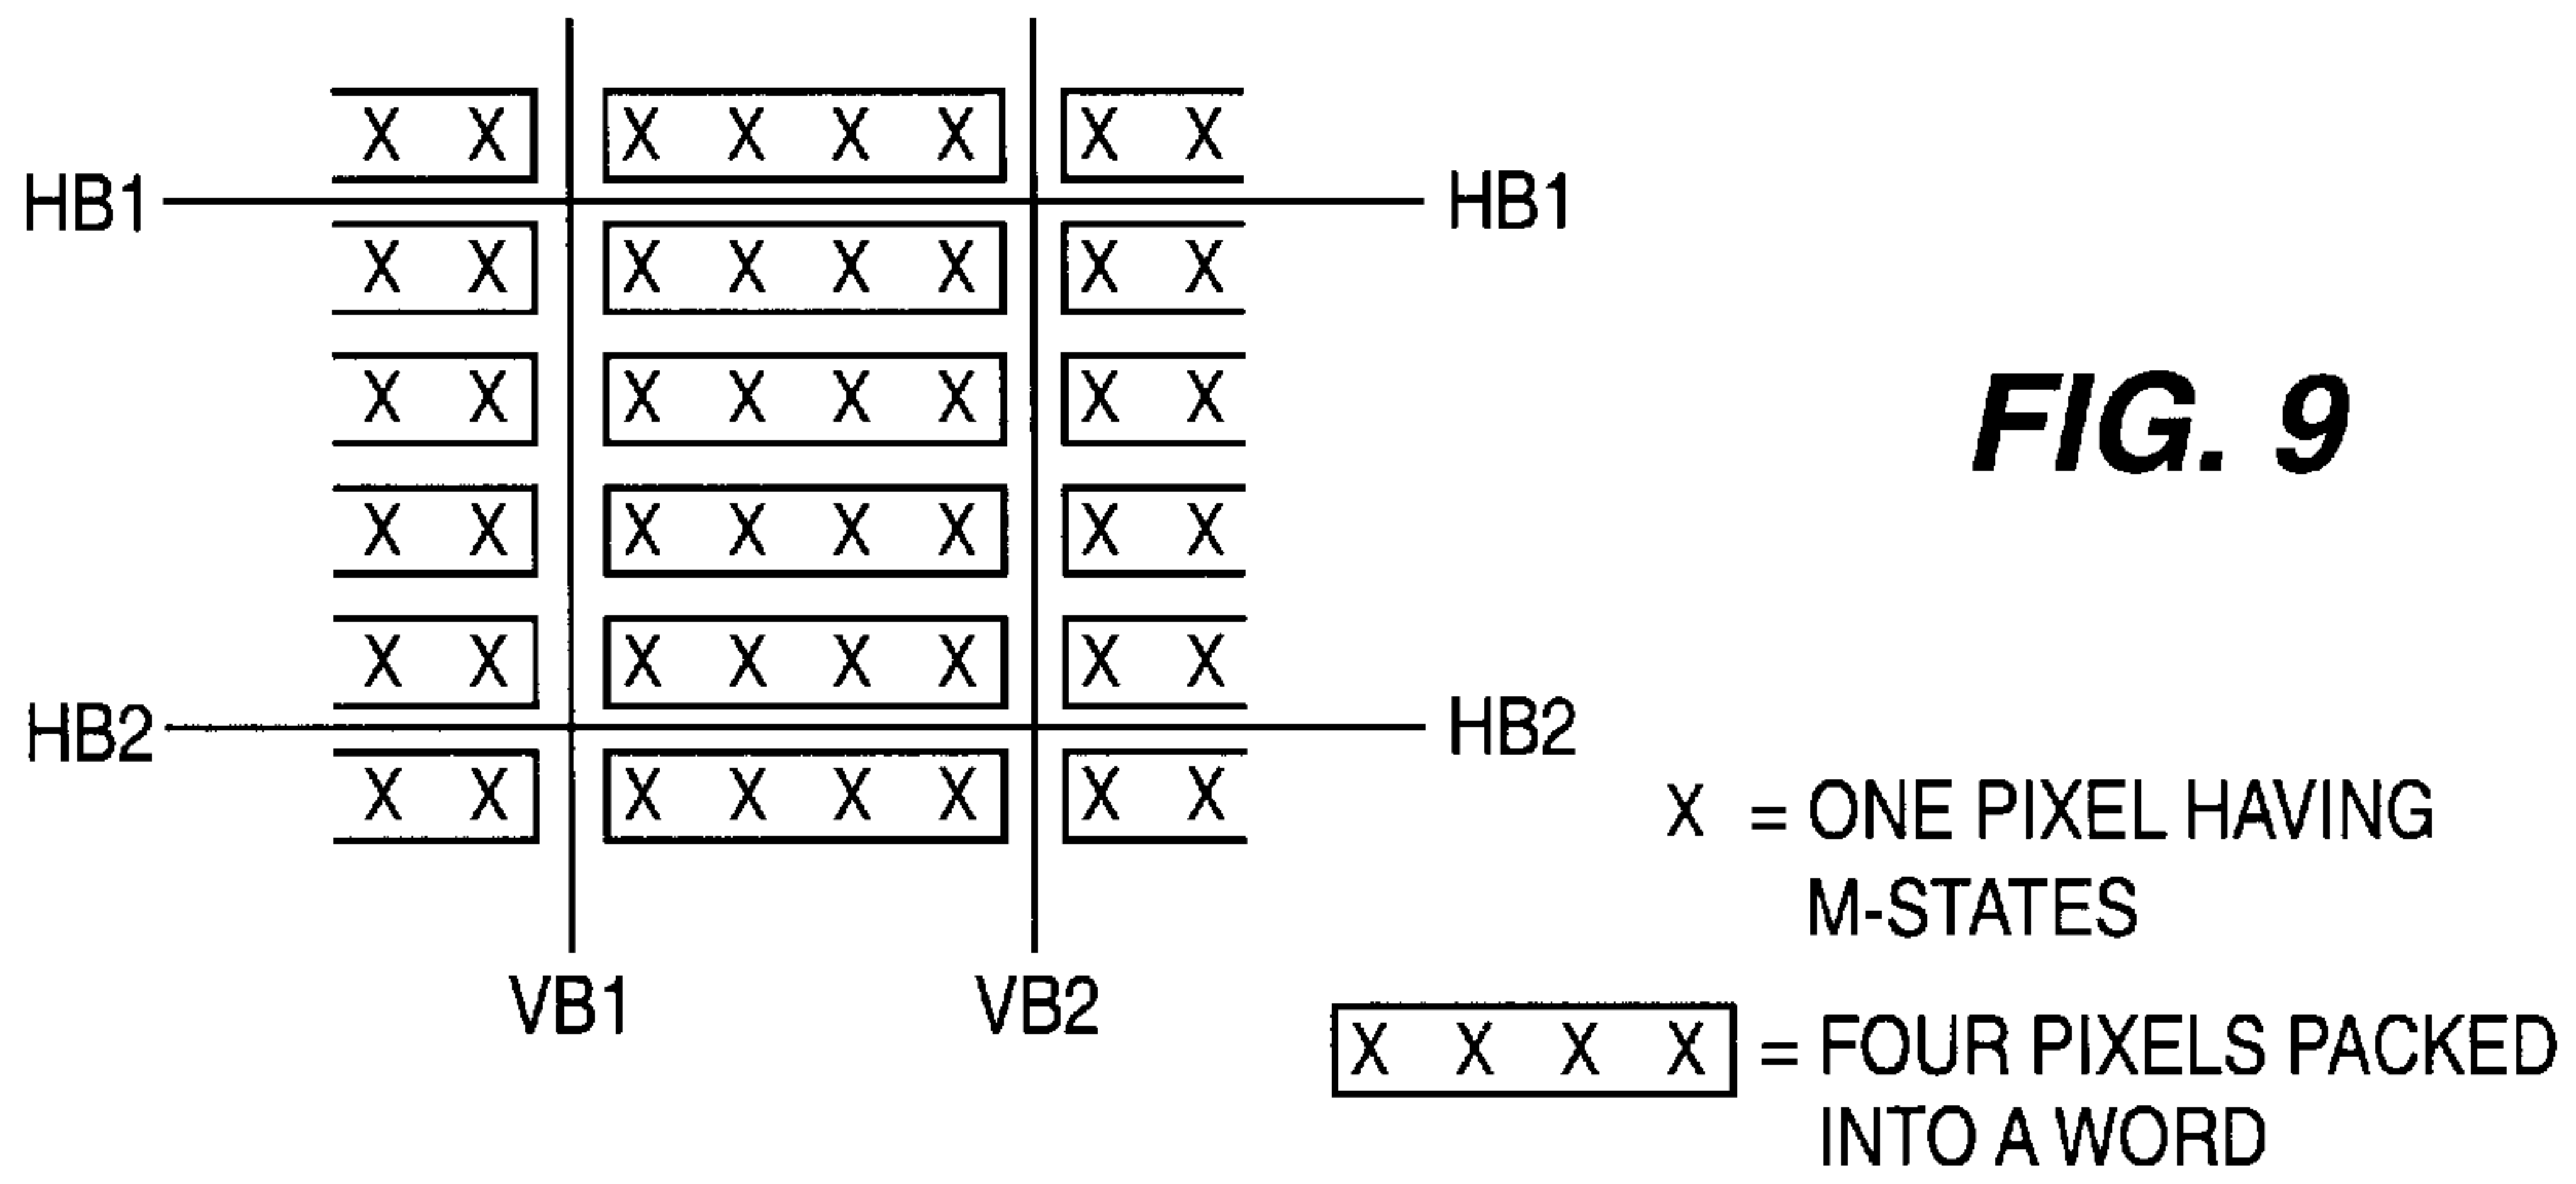 X X X X X X X X
HB1 HB1
X X X X X X X X
X X X X X X X X
FIG. 9
X X X X X X X X
X X X X X X X X
HB2 HB2
X X X X X X X X
X = ONE PIXEL HAVING
M-STATES
VB1 VB2
X X X X = FOUR PIXELS PACKED
INTO A WORD